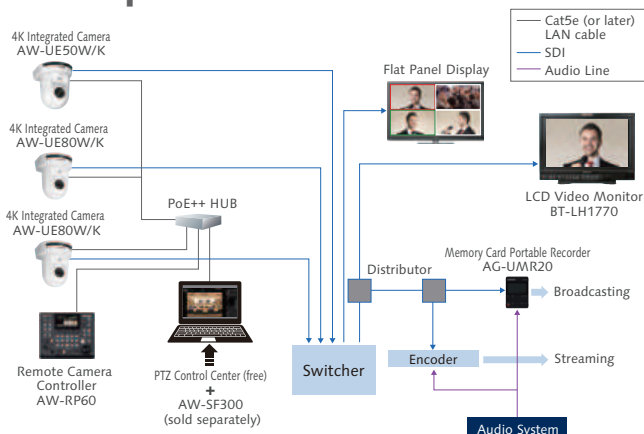 4K Integrated Camera
AW-UE50W/K
4K Integrated Camera
AW-UE80W/K
4K Integrated Camera
AW-UE80W/K
PoE++ HUB
Remote Camera
Controller
AW-RP60
PTZ Control Center (free)
+
AW-SF300
(sold separately)
Switcher
Flat Panel Display
Cat5e (or later)
LAN cable
SDI
Audio Line
LCD Video Monitor
BT-LH1770
Distributor
Memory Card Portable Recorder
AG-UMR20
Broadcasting
Encoder
Streaming
Audio System